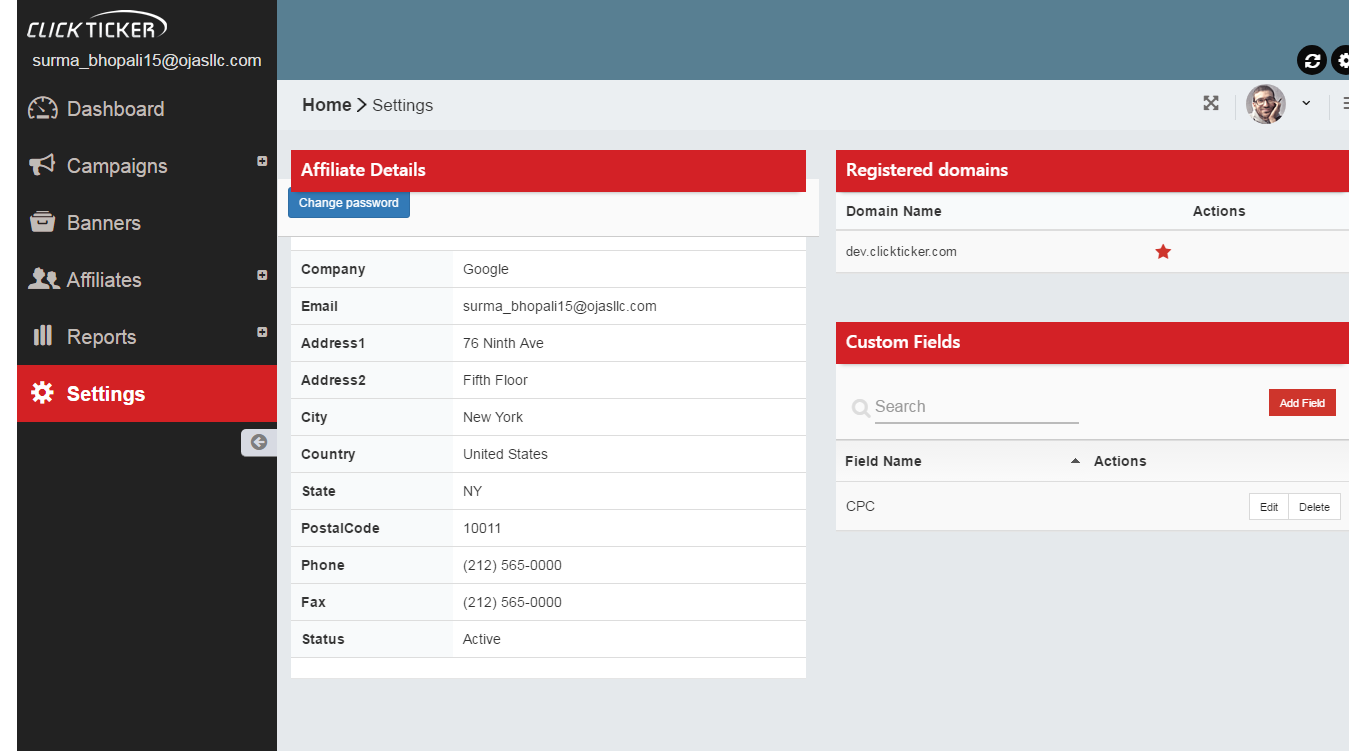 CLICKTICKER
surma_bhopali15@ojasllc.com
Dashboard
Campaigns
Banners
Affiliates
Reports
Settings
Home > Settings
Affiliate Details
Change password
Company Google
Email surma_bhopali15@ojasllc.com
Address1 76 Ninth Ave
Address2 Fifth Floor
City New York
Country United States
State NY
PostalCode 10011
Phone (212) 565-0000
Fax (212) 565-0000
Status Active
Registered domains
Domain Name Actions
dev.clickticker.com
Custom Fields
Search Add Field
Field Name Actions
CPC Edit Delete